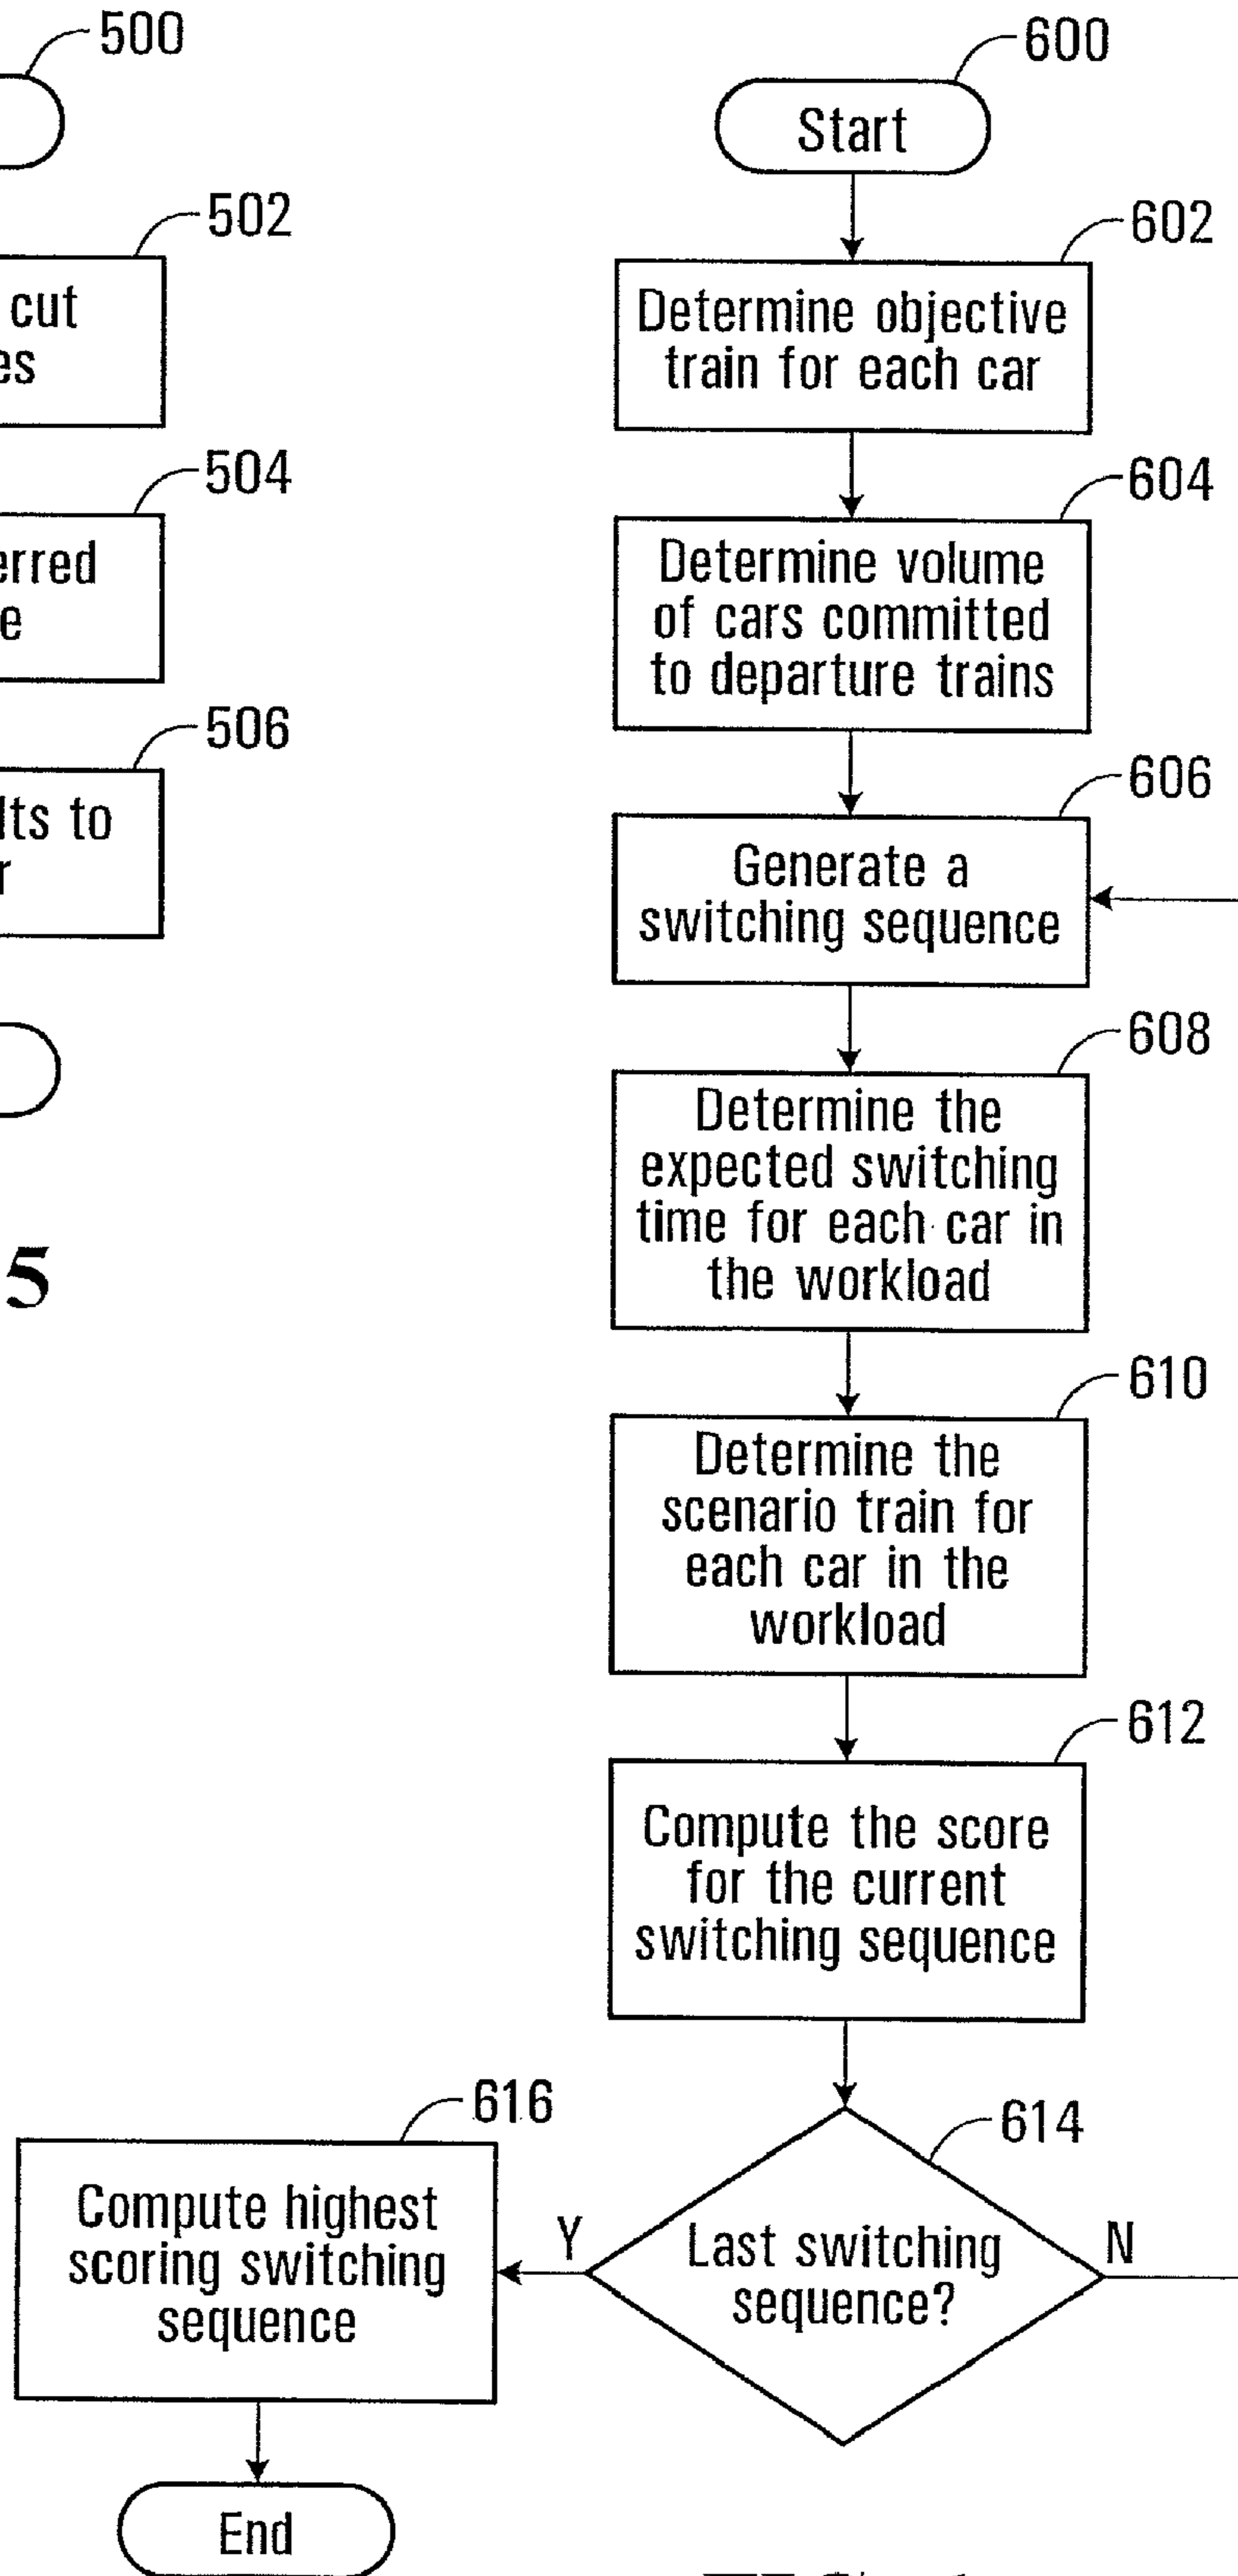 500
502
cut
504
506
to
5
600
Start
602
Determine objective
train for each car
604
Determine volume
of cars committed
to departure trains
606
Generate a
switching sequence
608
Determine the
expected switching
time for each car in
the workload
610
Determine the
scenario train for
each car in the
workload
612
Compute the score
for the current
switching sequence
614
Last switching
sequence?
Y
N
616
Compute highest
scoring switching
sequence
End